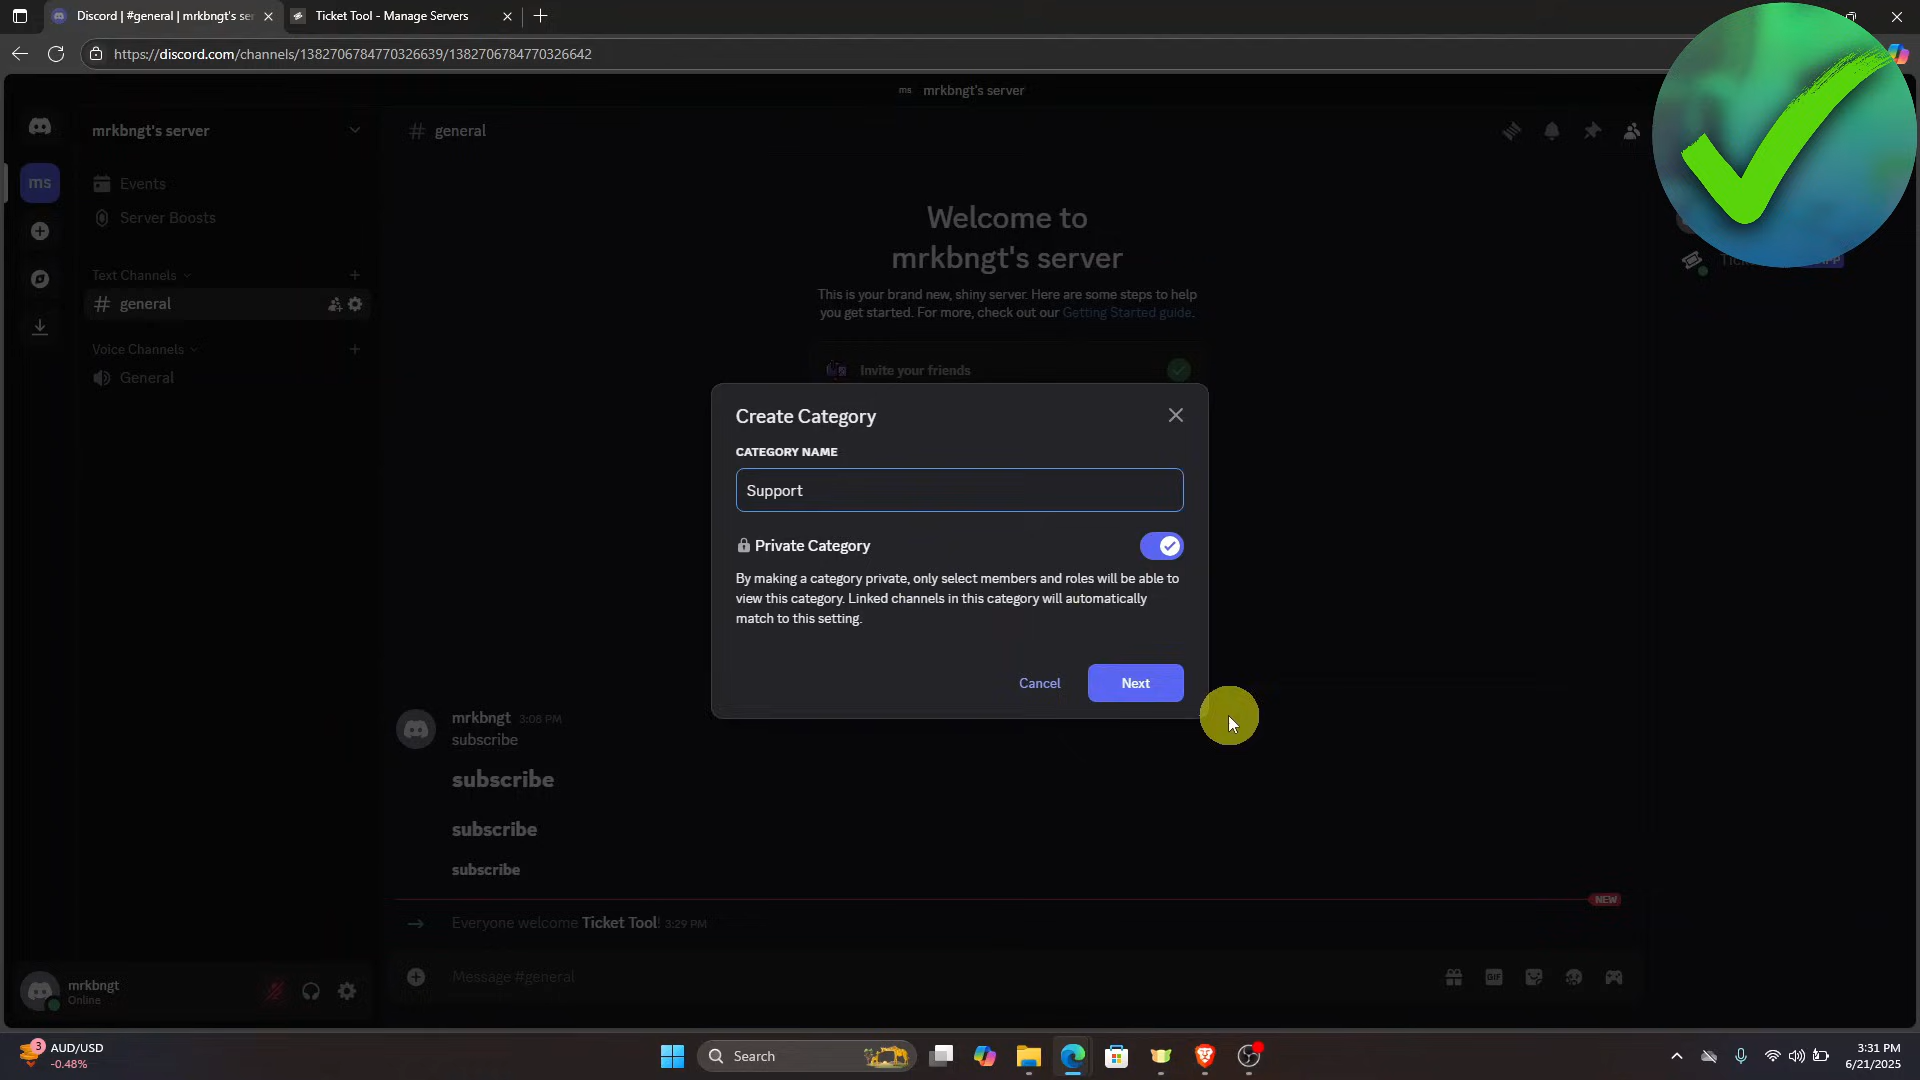 Discord | #general | mrkbngt's ser
Ticket Tool - Manage Servers
https://discord.com/channels/1382706784770326639/1382706784770326642
ms mrkbngt's server
mrkbngt's server
general
ms
Events
Server Boosts
Text Channels
general
Voice Channels
General
Welcome to
mrkbngt's server
This is your brand new, shiny server. Here are some steps to help
you get started. For more, check out our Getting Started guide.
Invite your friends
Create Category
CATEGORY NAME
Support
Private Category
By making a category private, only select members and roles will be able to
view this category. Linked channels in this category will automatically
match to this setting.
Cancel
Next
mrkbngt 3:08 PM
subscribe
subscribe
subscribe
subscribe
NEW
Everyone welcome Ticket Tool! 3:29 PM
Message #general
GIF
mrkbngt
Online
3
AUD/USD
-0.48%
Search
3:31 PM
6/21/2025